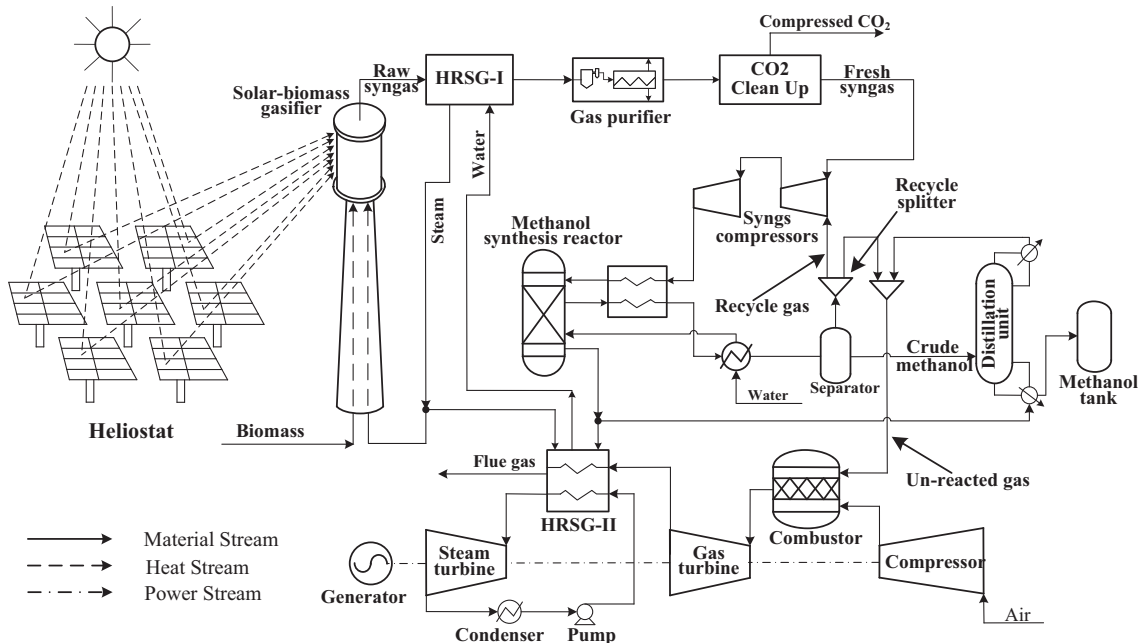 Compressed CO2
Raw
syngas
HRSG-I
CO2
Clean Up
Fresh
syngas
Solar-biomass
gasifier
Gas purifier
Water
Steam
Recycle
splitter
Methanol
synthesis reactor
Syngs
compressors
Recycle gas
Distillation
unit
Crude
methanol
Separator
Water
Methanol
tank
Heliostat
Biomass
Flue gas
Un-reacted gas
HRSG-II
Combustor
Material Stream
Heat Stream
Power Stream
Steam
turbine
Gas
turbine
Compressor
Generator
Condenser
Pump
Air